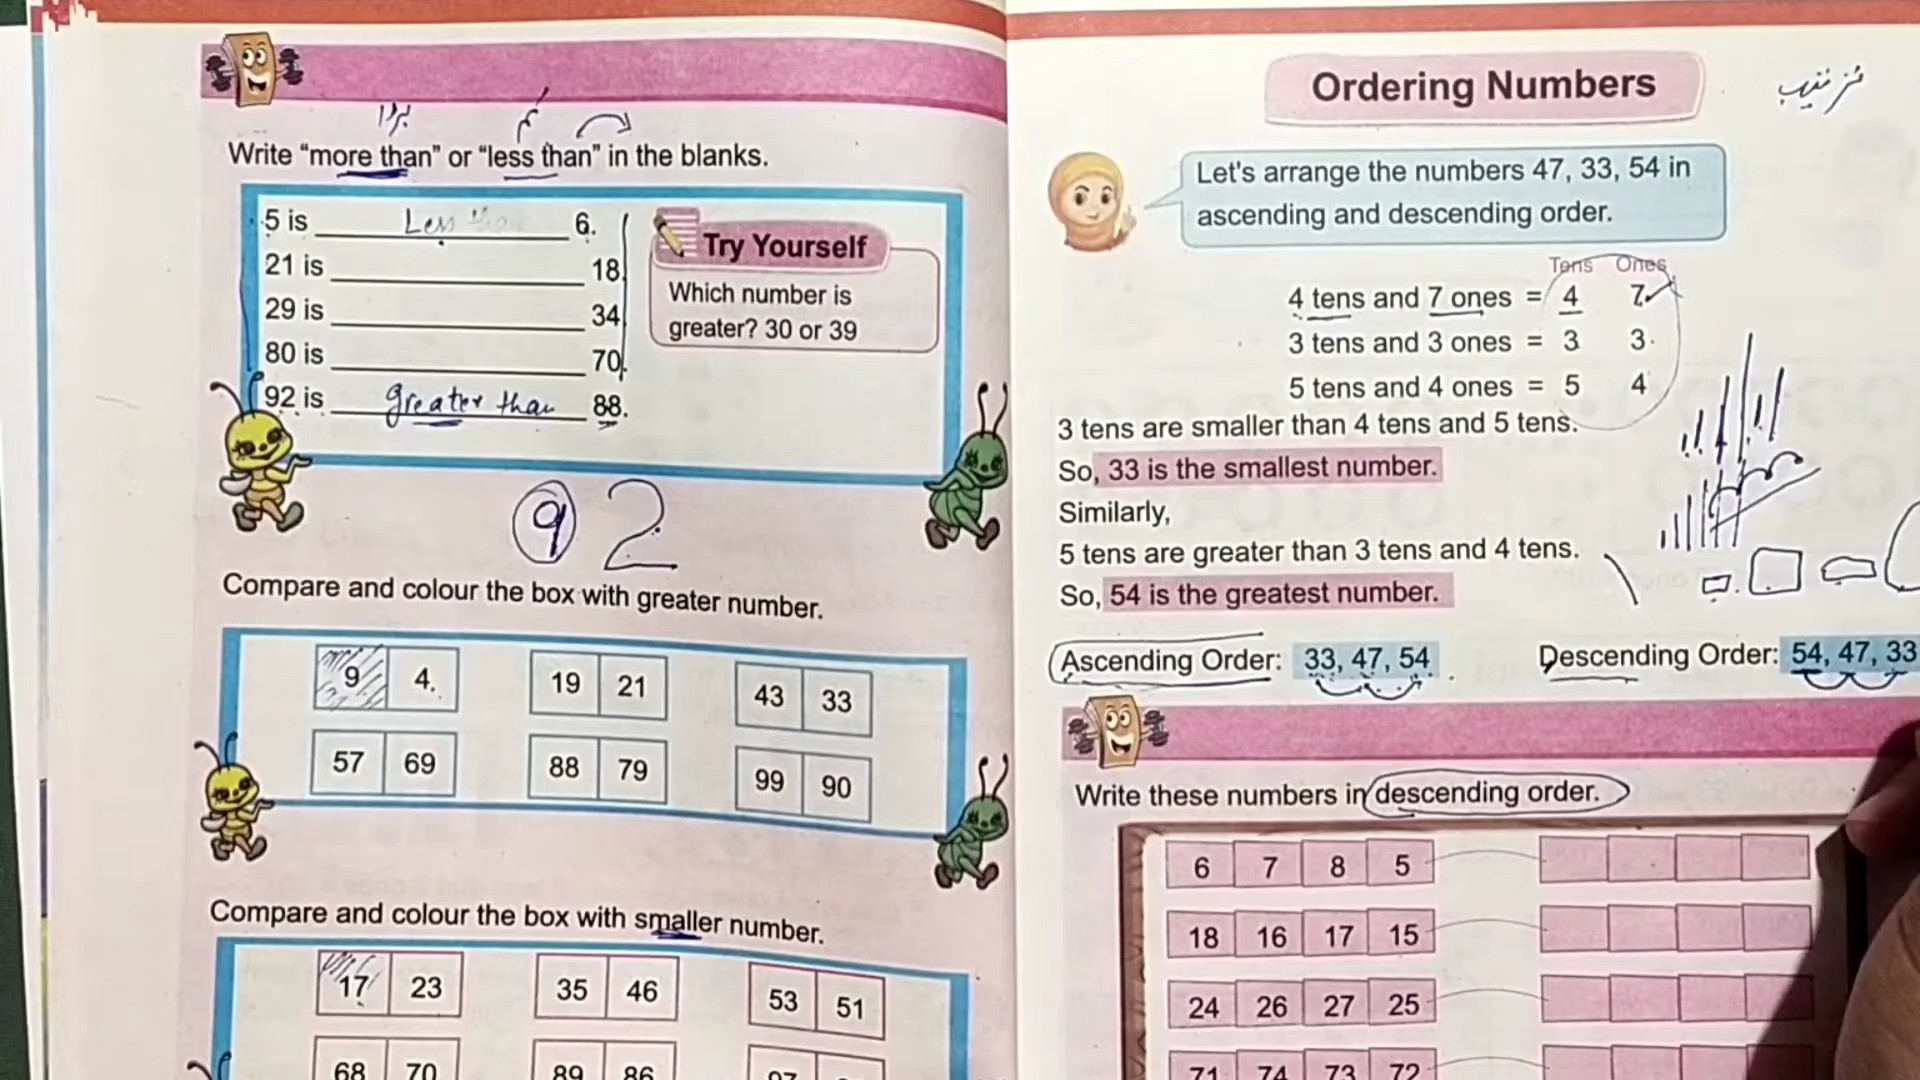 Write “more than” or “less than” in the blanks.
5 is Less than 6.
21 is 18.
29 is 34
80 is 70.
92 is greater than 88.
Try Yourself
Which number is
greater? 30 or 39
92
Compare and colour the box with greater number.
9 4 19 21 43 33
57 69 88 79 99 90
Compare and colour the box with smaller number.
17 23 35 46 53 51
68 70 89 86
Ordering Numbers
Let's arrange the numbers 47, 33, 54 in
ascending and descending order.
Tens Ones
4 tens and 7 ones = 4 7
3 tens and 3 ones = 3 3
5 tens and 4 ones = 5 4
3 tens are smaller than 4 tens and 5 tens.
So, 33 is the smallest number.
Similarly,
5 tens are greater than 3 tens and 4 tens.
So, 54 is the greatest number.
Ascending Order: 33, 47, 54
Descending Order: 54, 47, 33
Write these numbers in descending order.
6 7 8 5
18 16 17 15
24 26 27 25
71 74 73 72